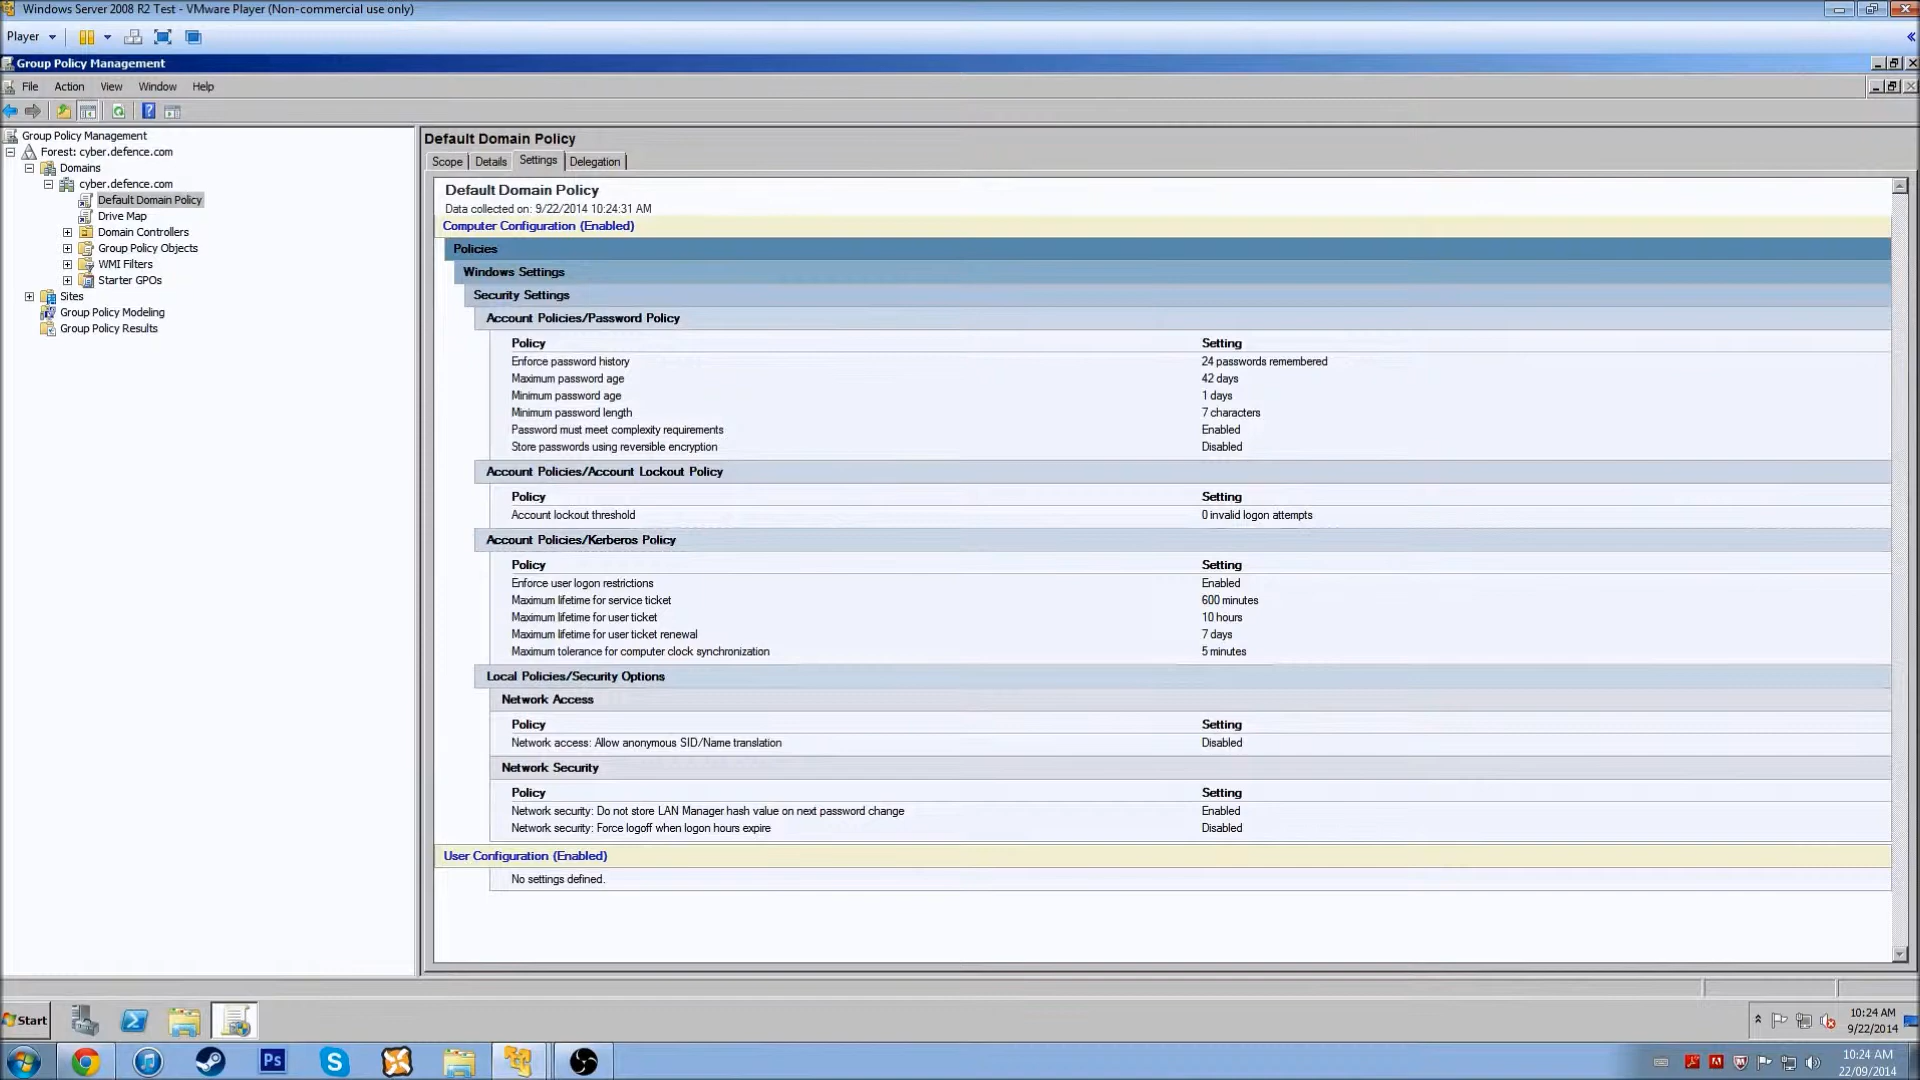 Windows Server 2008 R2 Test - VMware Player (Non-commercial use only)
Player
Group Policy Management
File Action View Window Help
Group Policy Management
Forest: cyber.defence.com
Domains
cyber.defence.com
Default Domain Policy
Drive Map
Domain Controllers
Group Policy Objects
WMI Filters
Starter GPOs
Sites
Group Policy Modeling
Group Policy Results
Default Domain Policy
Scope Details Settings Delegation
Default Domain Policy
Data collected on: 9/22/2014 10:24:31 AM
Computer Configuration (Enabled)
Policies
Windows Settings
Security Settings
Account Policies/Password Policy
Policy Setting
Enforce password history 24 passwords remembered
Maximum password age 42 days
Minimum password age 1 days
Minimum password length 7 characters
Password must meet complexity requirements Enabled
Store passwords using reversible encryption Disabled
Account Policies/Account Lockout Policy
Policy Setting
Account lockout threshold 0 invalid logon attempts
Account Policies/Kerberos Policy
Policy Setting
Enforce user logon restrictions Enabled
Maximum lifetime for service ticket 600 minutes
Maximum lifetime for user ticket 10 hours
Maximum lifetime for user ticket renewal 7 days
Maximum tolerance for computer clock synchronization 5 minutes
Local Policies/Security Options
Network Access
Policy Setting
Network access: Allow anonymous SID/Name translation Disabled
Network Security
Policy Setting
Network security: Do not store LAN Manager hash value on next password change Enabled
Network security: Force logoff when logon hours expire Disabled
User Configuration (Enabled)
No settings defined.
Start
10:24 AM
9/22/2014
Ps
10:24 AM
22/09/2014